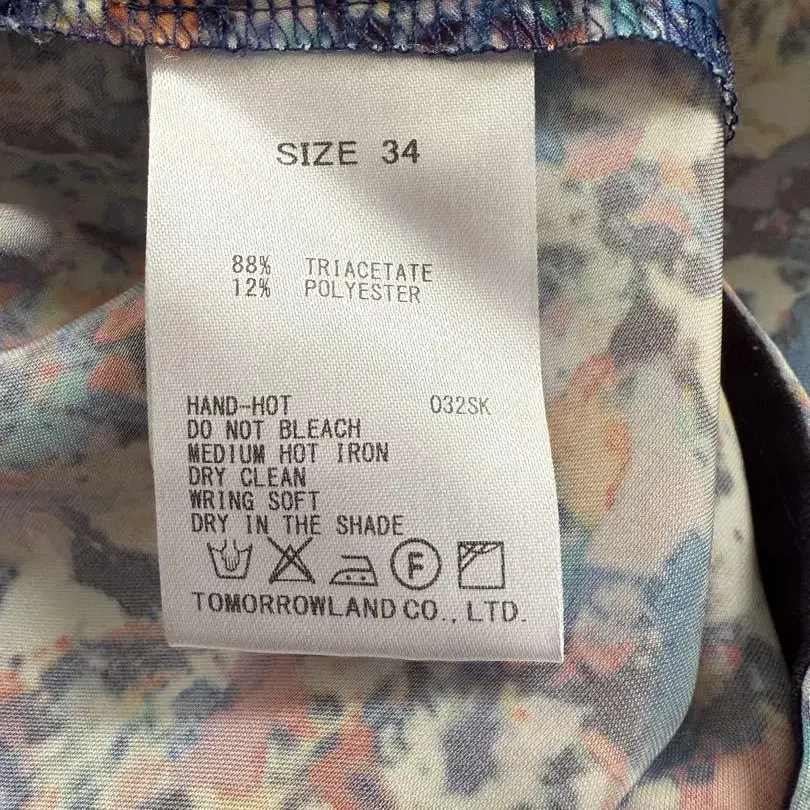 SIZE 34
88% TRIACETATE
12% POLYESTER
HAND-HOT 032SK
DO NOT BLEACH
MEDIUM HOT IRON
DRY CLEAN
WRING SOFT
DRY IN THE SHADE
F
TOMORROWLAND CO., LTD.